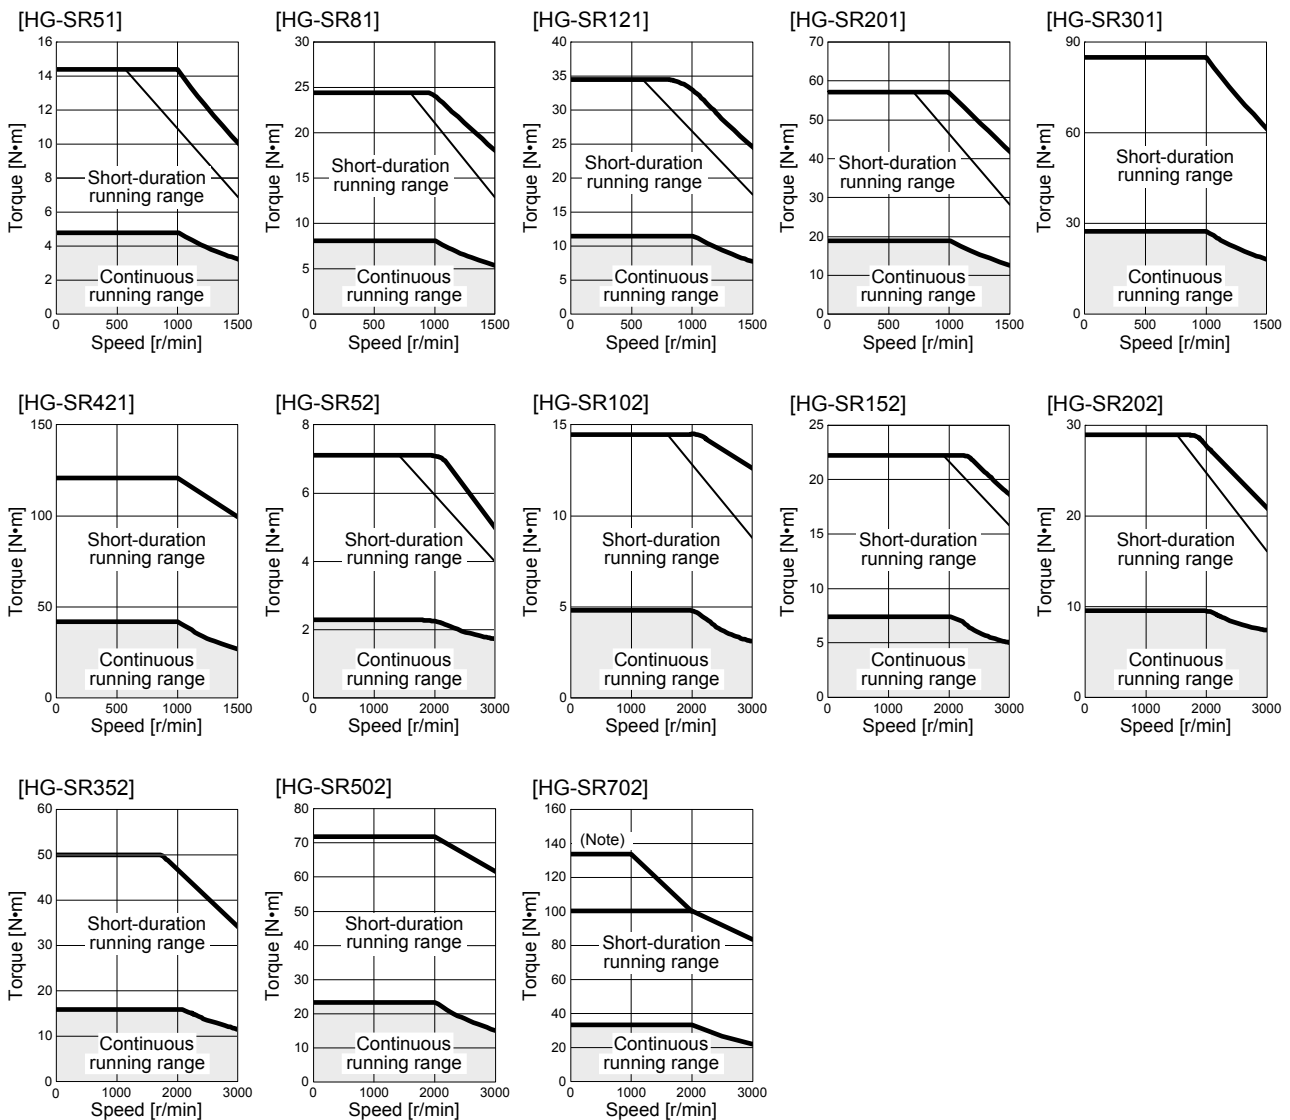 [HG-SR51]
Torque [N•m]
16
14
12
10
8
6
4
2
0
Short-duration
running range
Continuous
running range
0 500 1000 1500
Speed [r/min]
[HG-SR81]
Torque [N•m]
30
25
20
15
10
5
0
Short-duration
running range
Continuous
running range
0 500 1000 1500
Speed [r/min]
[HG-SR121]
Torque [N•m]
40
35
30
25
20
15
10
5
0
Short-duration
running range
Continuous
running range
0 500 1000 1500
Speed [r/min]
[HG-SR201]
Torque [N•m]
70
60
50
40
30
20
10
0
Short-duration
running range
Continuous
running range
0 500 1000 1500
Speed [r/min]
[HG-SR301]
Torque [N•m]
90
60
30
0
Short-duration
running range
Continuous
running range
0 500 1000 1500
Speed [r/min]
[HG-SR421]
Torque [N•m]
150
100
50
0
Short-duration
running range
Continuous
running range
0 500 1000 1500
Speed [r/min]
[HG-SR52]
Torque [N•m]
8
6
4
2
0
Short-duration
running range
Continuous
running range
0 1000 2000 3000
Speed [r/min]
[HG-SR102]
Torque [N•m]
15
10
5
0
Short-duration
running range
Continuous
running range
0 1000 2000 3000
Speed [r/min]
[HG-SR152]
Torque [N•m]
25
20
15
10
5
0
Short-duration
running range
Continuous
running range
0 1000 2000 3000
Speed [r/min]
[HG-SR202]
Torque [N•m]
30
20
10
0
Short-duration
running range
Continuous
running range
0 1000 2000 3000
Speed [r/min]
[HG-SR352]
Torque [N•m]
60
50
40
30
20
10
0
Short-duration
running range
Continuous
running range
0 1000 2000 3000
Speed [r/min]
[HG-SR502]
Torque [N•m]
80
70
60
50
40
30
20
10
0
Short-duration
running range
Continuous
running range
0 1000 2000 3000
Speed [r/min]
[HG-SR702]
Torque [N•m]
160
140
120
100
80
60
40
20
0
(Note)
Short-duration
running range
Continuous
running range
0 1000 2000 3000
Speed [r/min]